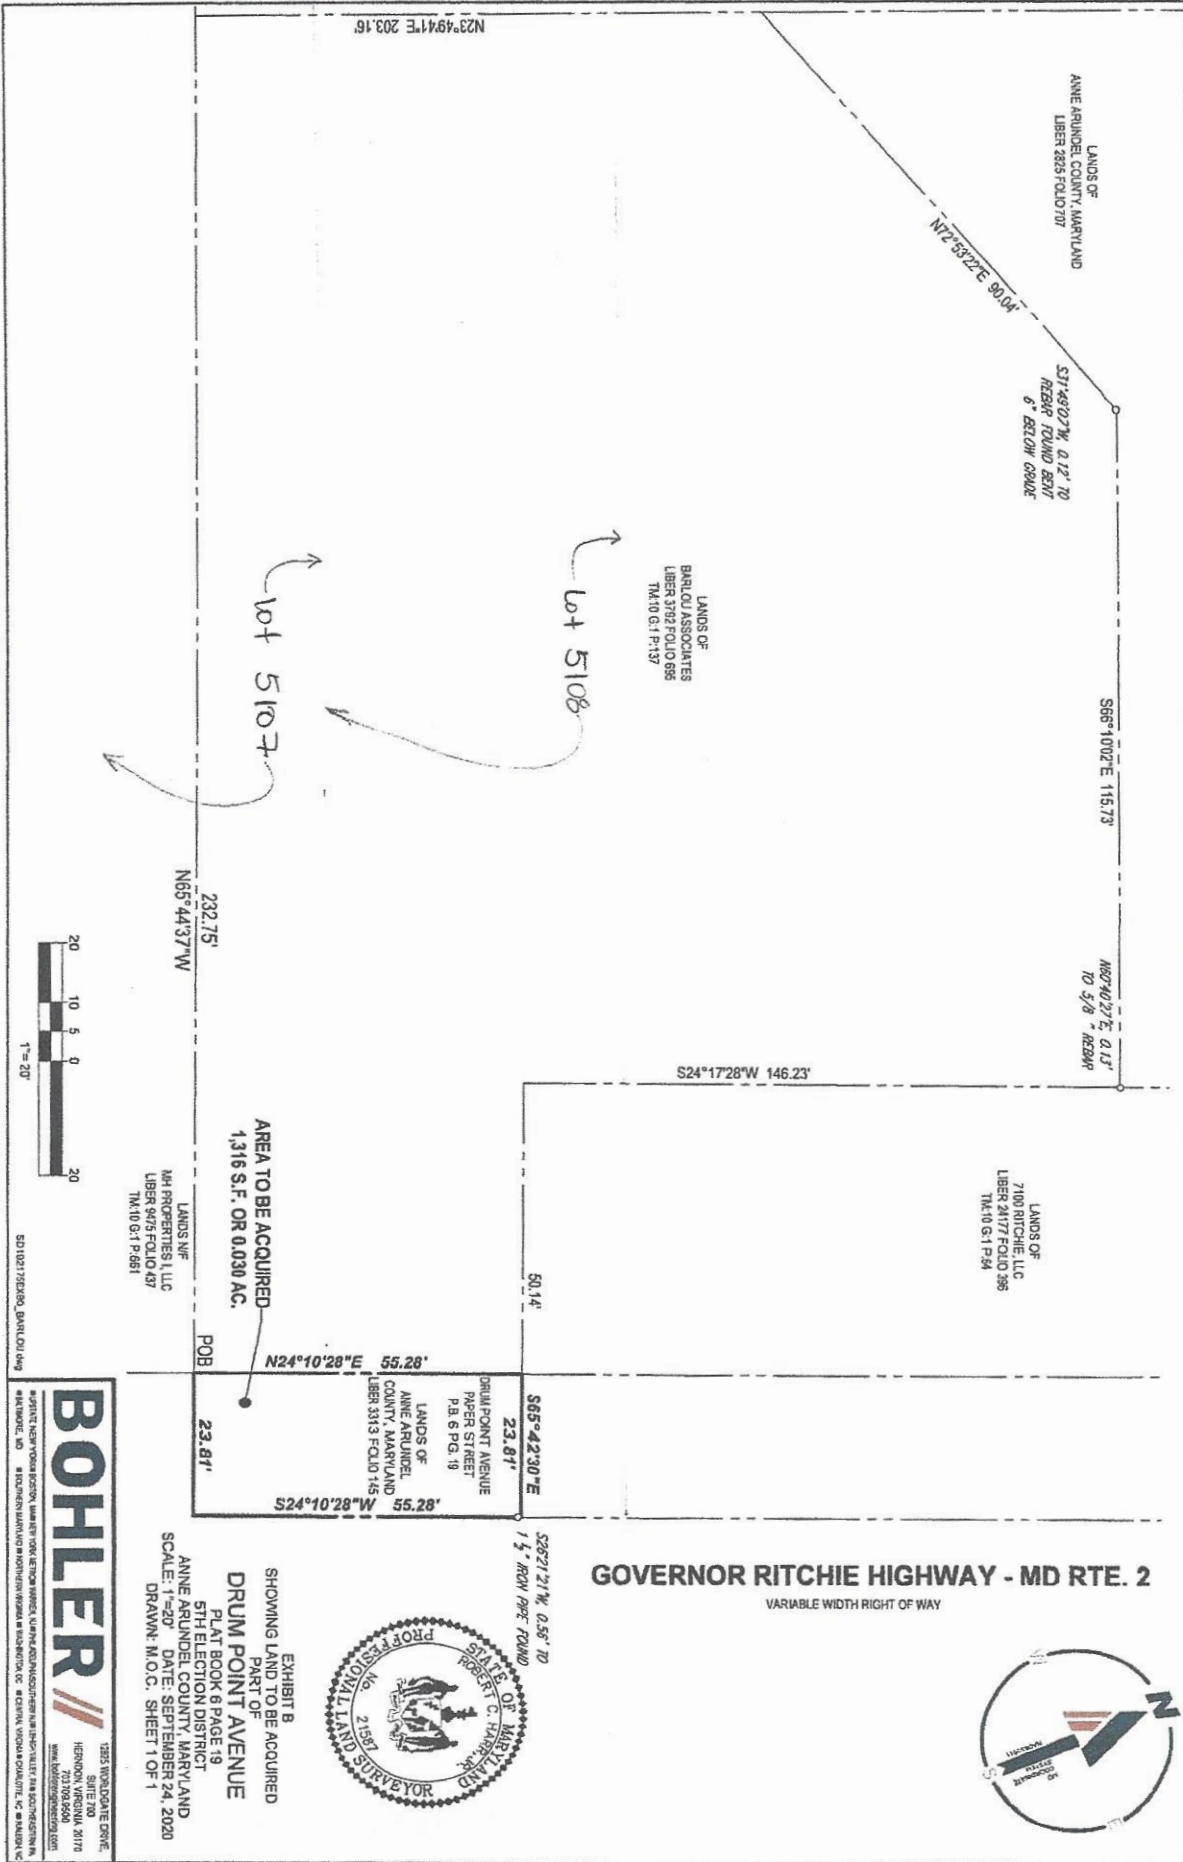 N23°49'41"E 203.16'
LANDS OF
ANNE ARUNDEL COUNTY, MARYLAND
LIBER 2825 FOLIO 707
N72°53'22"E 90.04'
S31°49'07"W, 0.12' TO
REBAR FOUND BENT
6" BELOW GRADE
S66°10'02"E 115.73'
N60°40'27"E, 0.13'
TO 5/8 " REBAR
LANDS OF
BARLOU ASSOCIATES
LIBER 3792 FOLIO 695
TM:10 G:1 P:137
Lot 5108
Lot 5107
232.75'
N65°44'37"W
S24°17'28"W 146.23'
LANDS OF
7100 RITCHIE, LLC
LIBER 24177 FOLIO 396
TM:10 G:1 P:64
50.14'
20 10 5 0 20
1"= 20'
AREA TO BE ACQUIRED
1,316 S.F. OR 0.030 AC.
LANDS N/F
MH PROPERTIES I, LLC
LIBER 9475 FOLIO 437
TM:10 G:1 P:661
POB
N24°10'28"E 55.28'
S65°42'30"E
23.81'
DRUM POINT AVENUE
PAPER STREET
P.B. 6 PG. 19
LANDS OF
ANNE ARUNDEL
COUNTY, MARYLAND
LIBER 3313 FOLIO 145
23.81'
S24°10'28"W 55.28'
S26°21'21"W, 0.56' TO
1 ½" IRON PIPE FOUND
GOVERNOR RITCHIE HIGHWAY - MD RTE. 2
VARIABLE WIDTH RIGHT OF WAY
N
S
STATE OF MARYLAND
ROBERT C. HARR, JR.
No. 21587
PROFFESIONAL LAND SURVEYOR
EXHIBIT B
SHOWING LAND TO BE ACQUIRED
PART OF
DRUM POINT AVENUE
PLAT BOOK 6 PAGE 19
5TH ELECTION DISTRICT
ANNE ARUNDEL COUNTY, MARYLAND
SCALE: 1"=20' DATE: SEPTEMBER 24, 2020
DRAWN: M.O.C. SHEET 1 OF 1
BOHLER //
12825 WORLDGATE DRIVE,
SUITE 700
HERNDON, VIRGINIA 20170
703.709.9500
www.bohlerengineering.com